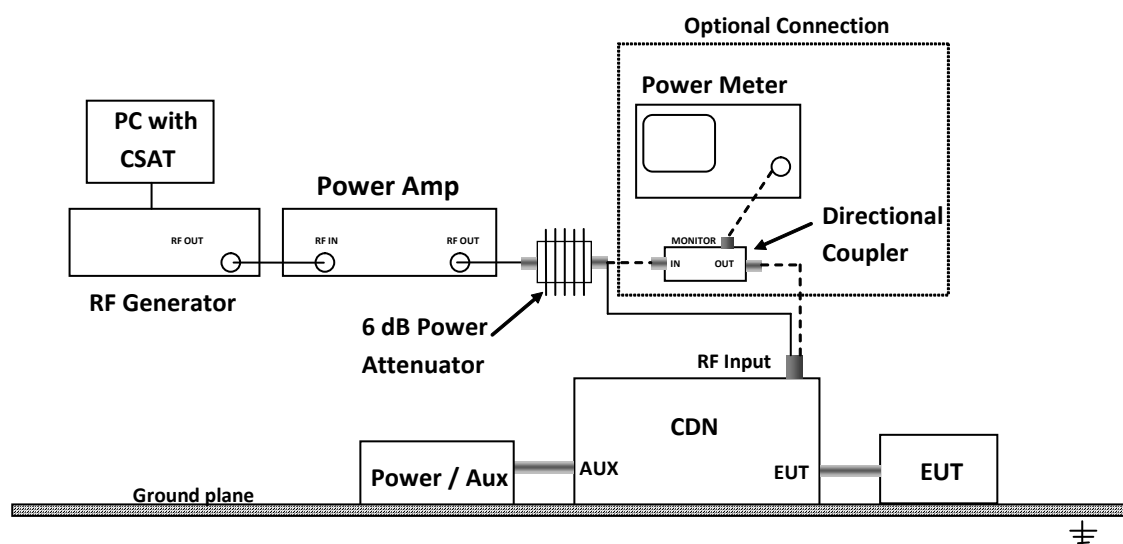 Optional Connection
Power Meter
PC with
CSAT
Power Amp
RF OUT
RF IN
RF OUT
MONITOR
IN
OUT
Directional
Coupler
RF Generator
6 dB Power
Attenuator
RF Input
CDN
AUX
EUT
Power / Aux
EUT
Ground plane